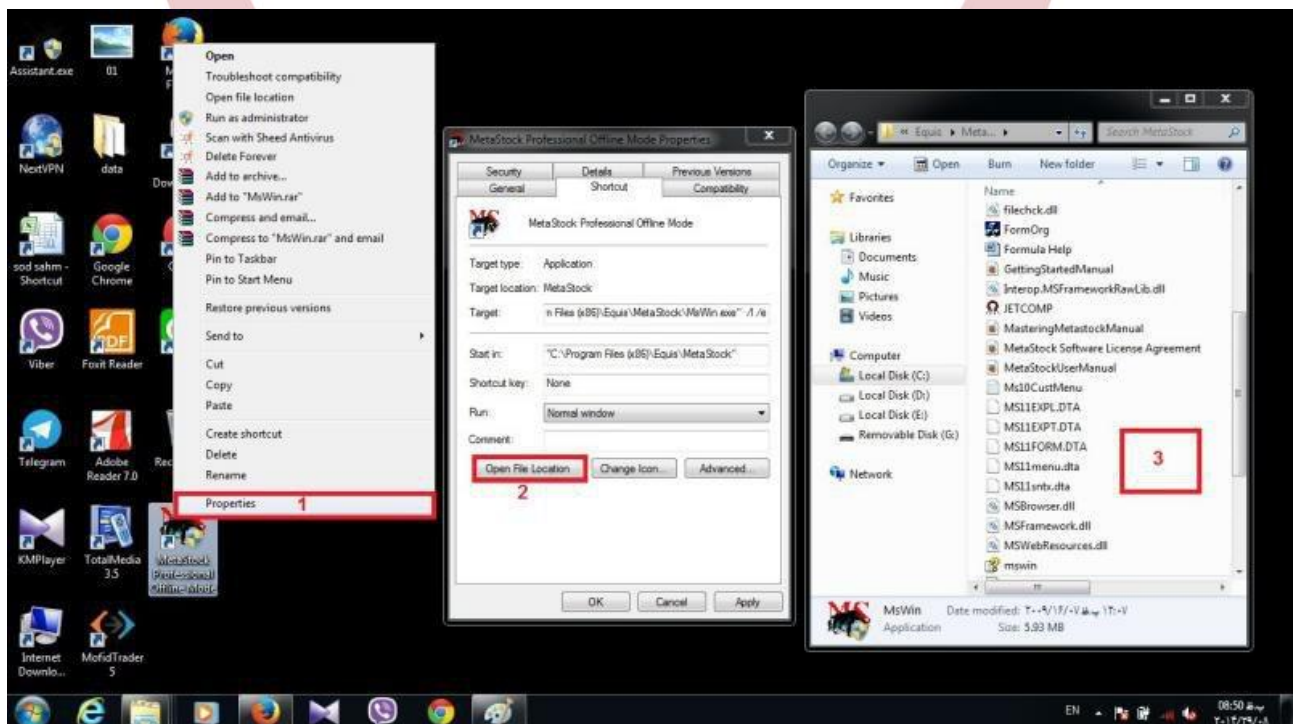 Assistant.exe
01
NextVPN
data
sod sahm -
Shortcut
Google
Chrome
Viber
Foxit Reader
Telegram
Adobe
Reader 7.0
KMPlayer
TotalMedia
3.5
MetaStock
Professional
Offline Mode
Internet
Downlo...
MofidTrader
5
Open
Troubleshoot compatibility
Open file location
Run as administrator
Scan with Sheed Antivirus
Delete Forever
Add to archive...
Add to "MsWin.rar"
Compress and email...
Compress to "MsWin.rar" and email
Pin to Taskbar
Pin to Start Menu
Restore previous versions
Send to
Cut
Copy
Paste
Create shortcut
Delete
Rename
Properties 1
MetaStock Professional Offline Mode Properties
Security Details Previous Versions
General Shortcut Compatibility
MetaStock Professional Offline Mode
Target type: Application
Target location: MetaStock
Target: n Files (x86)\Equis\MetaStock\MsWin.exe" /l /e
Start in: "C:\Program Files (x86)\Equis\MetaStock"
Shortcut key: None
Run: Normal window
Comment:
Open File Location Change Icon... Advanced...
2
OK Cancel Apply
« Equis Meta... Search MetaStock
Organize Open Burn New folder
Favorites
Libraries
Documents
Music
Pictures
Videos
Computer
Local Disk (C:)
Local Disk (D:)
Local Disk (E:)
Removable Disk (G:)
Network
Name
filechck.dll
FormOrg
Formula Help
GettingStartedManual
Interop.MSFrameworkRawLib.dll
JETCOMP
MasteringMetastockManual
MetaStock Software License Agreement
MetaStockUserManual
Ms10CustMenu
MS11EXPL.DTA
MS11EXPT.DTA
MS11FORM.DTA
MS11menu.dta
MS11sntx.dta
MSBrowser.dll
MSFramework.dll
MSWebResources.dll
mswin
3
MsWin Date modified:
Application Size: 5.93 MB
EN
08:50